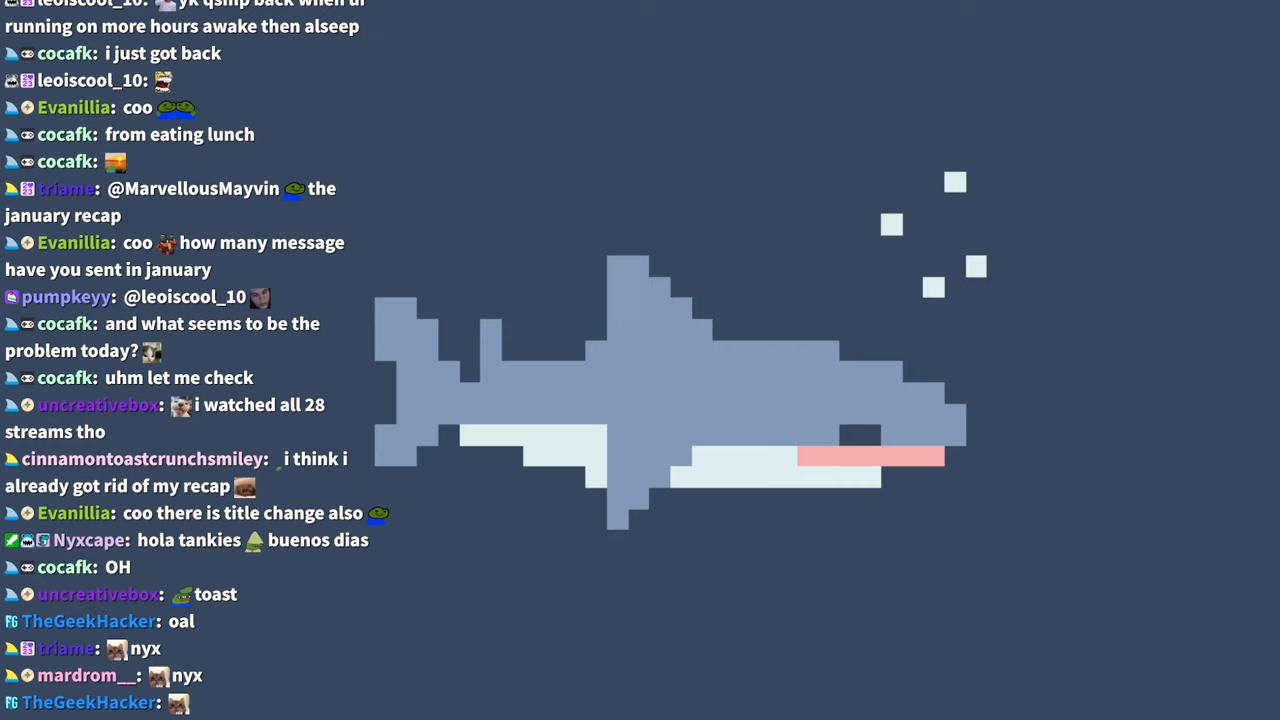 leoiscool_10: yk qsmp back when ur
running on more hours awake then alseep
cocafk: i just got back
leoiscool_10:
Evanillia: coo
cocafk: from eating lunch
cocafk:
triame: @MarvellousMayvin the
january recap
Evanillia: coo how many message
have you sent in january
pumpkeyy: @leoiscool_10
cocafk: and what seems to be the
problem today?
cocafk: uhm let me check
uncreativebox: i watched all 28
streams tho
cinnamontoastcrunchsmiley: i think i
already got rid of my recap
Evanillia: coo there is title change also
Nyxcape: hola tankies buenos dias
cocafk: OH
uncreativebox: toast
TheGeekHacker: oal
triame: nyx
mardrom__: nyx
TheGeekHacker: